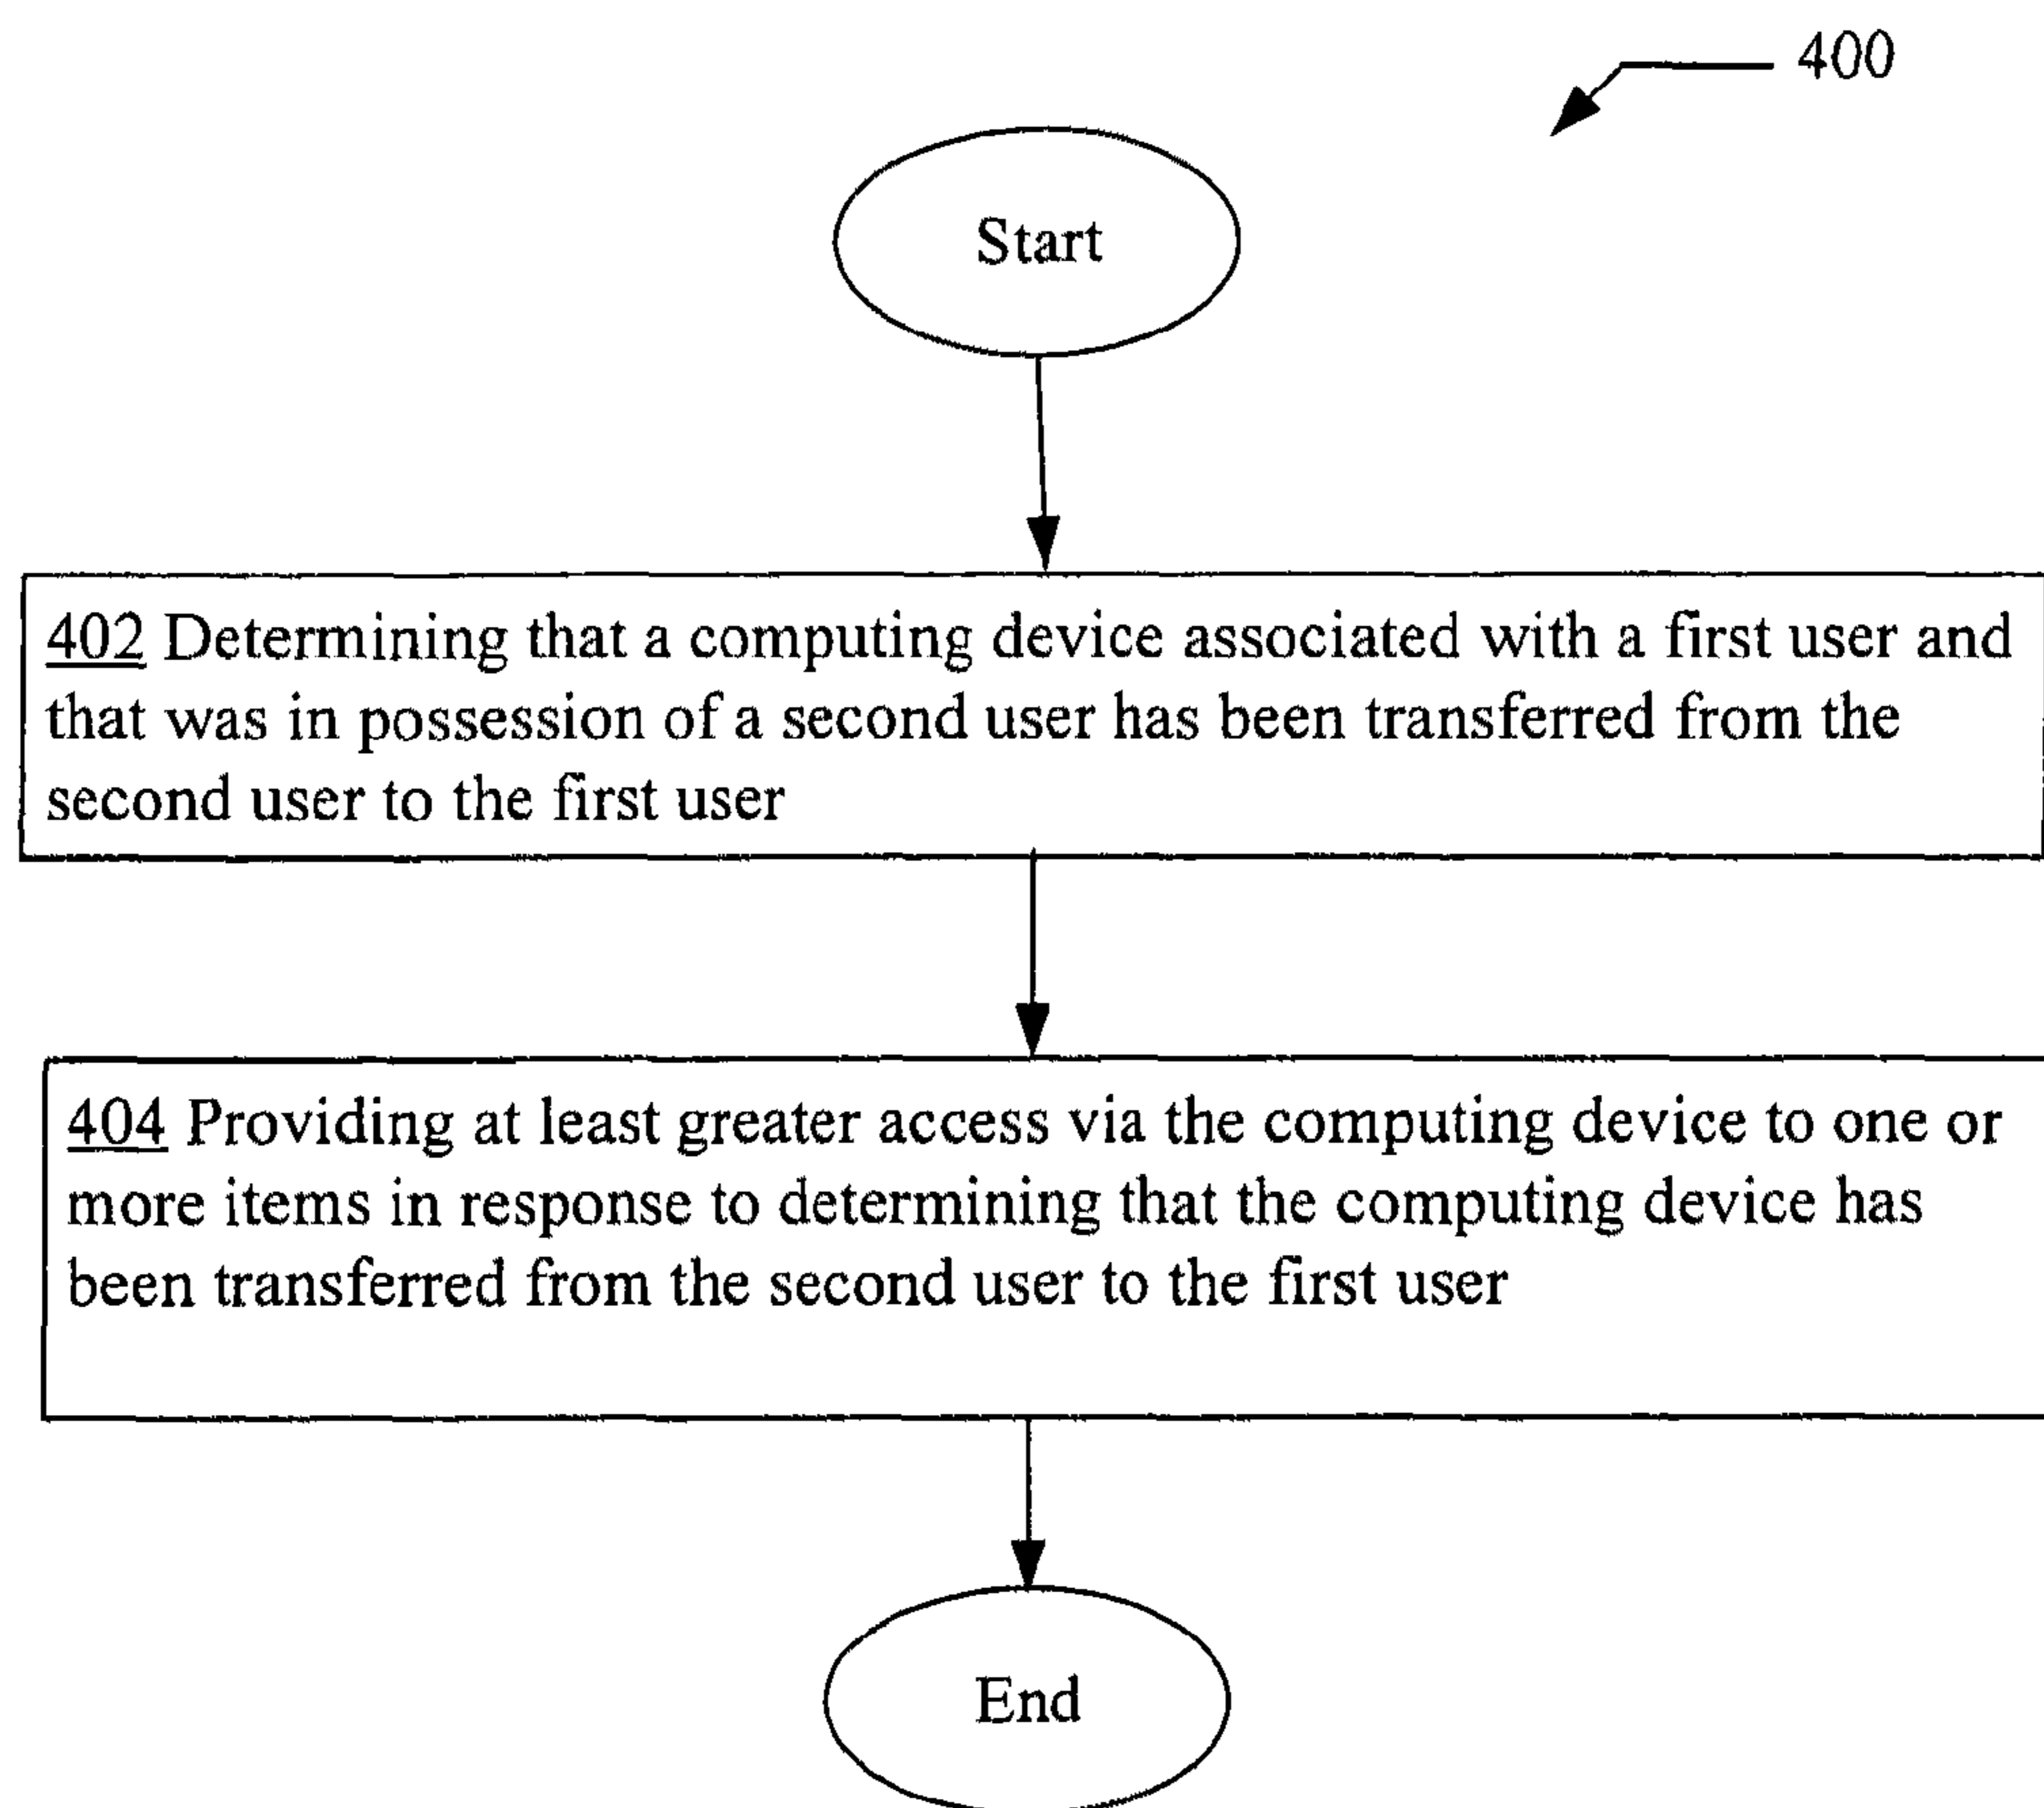 400
Start
402 Determining that a computing device associated with a first user and
that was in possession of a second user has been transferred from the
second user to the first user
404 Providing at least greater access via the computing device to one or
more items in response to determining that the computing device has
been transferred from the second user to the first user
End